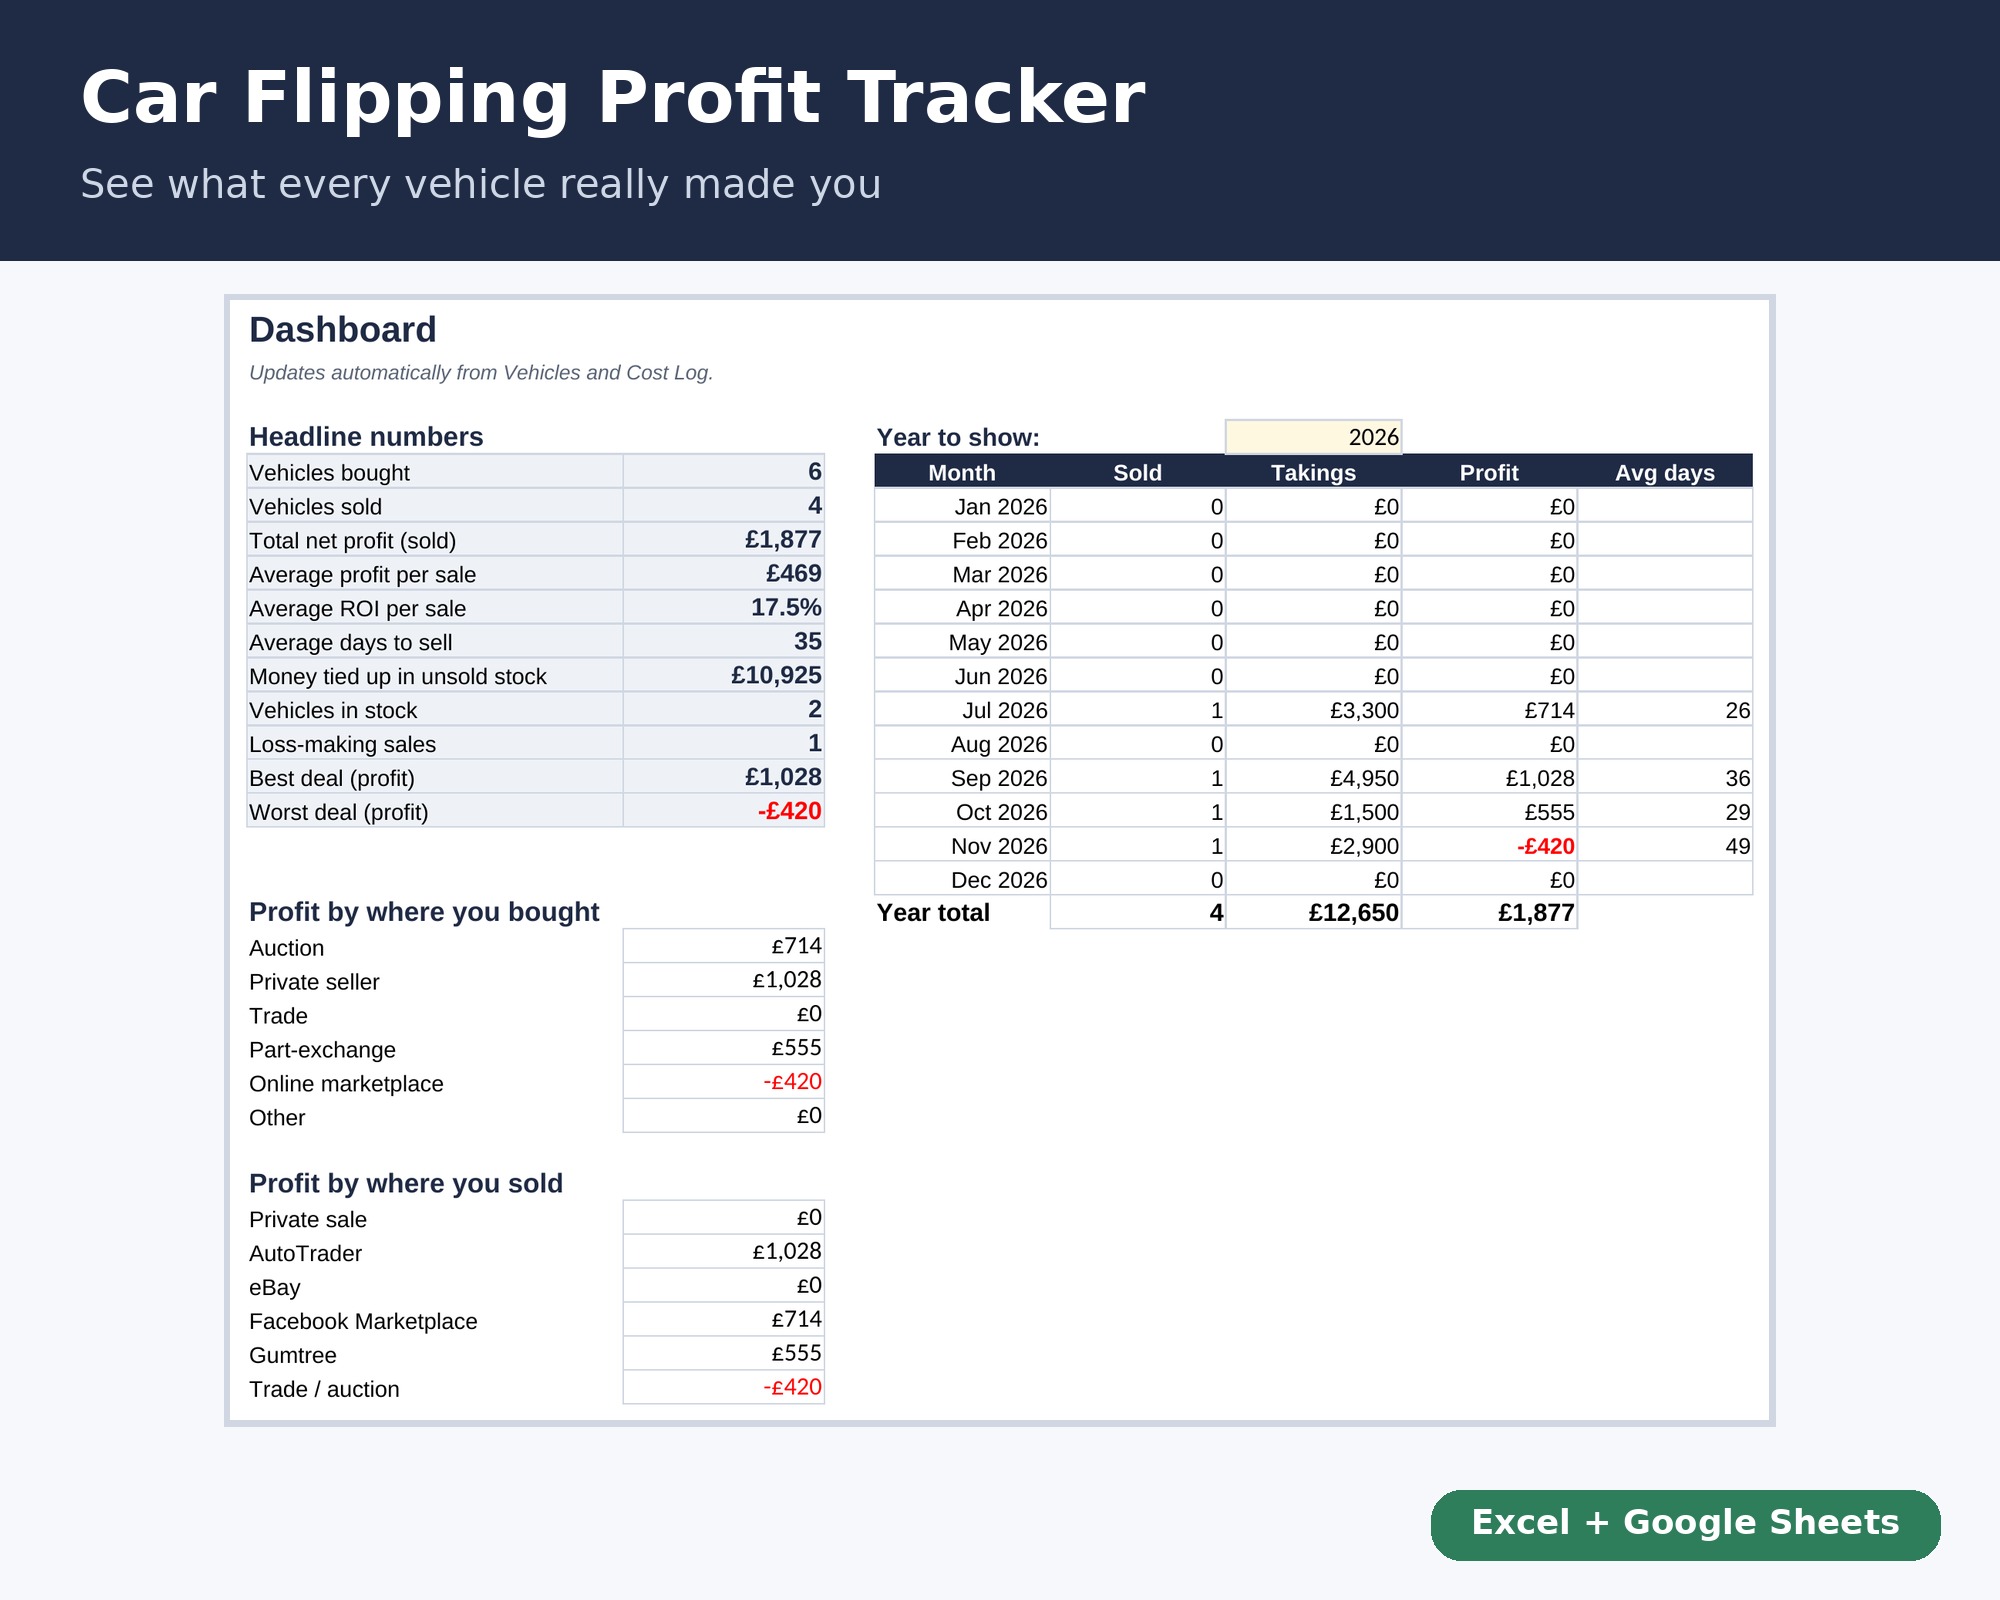 Car Flipping Profit Tracker
See what every vehicle really made you
Dashboard
Updates automatically from Vehicles and Cost Log.
Headline numbers
Vehicles bought 6
Vehicles sold 4
Total net profit (sold) £1,877
Average profit per sale £469
Average ROI per sale 17.5%
Average days to sell 35
Money tied up in unsold stock £10,925
Vehicles in stock 2
Loss-making sales 1
Best deal (profit) £1,028
Worst deal (profit) -£420
Profit by where you bought
Auction £714
Private seller £1,028
Trade £0
Part-exchange £555
Online marketplace -£420
Other £0
Profit by where you sold
Private sale £0
AutoTrader £1,028
eBay £0
Facebook Marketplace £714
Gumtree £555
Trade / auction -£420
Year to show: 2026
Month Sold Takings Profit Avg days
Jan 2026 0 £0 £0
Feb 2026 0 £0 £0
Mar 2026 0 £0 £0
Apr 2026 0 £0 £0
May 2026 0 £0 £0
Jun 2026 0 £0 £0
Jul 2026 1 £3,300 £714 26
Aug 2026 0 £0 £0
Sep 2026 1 £4,950 £1,028 36
Oct 2026 1 £1,500 £555 29
Nov 2026 1 £2,900 -£420 49
Dec 2026 0 £0 £0
Year total 4 £12,650 £1,877
Excel + Google Sheets